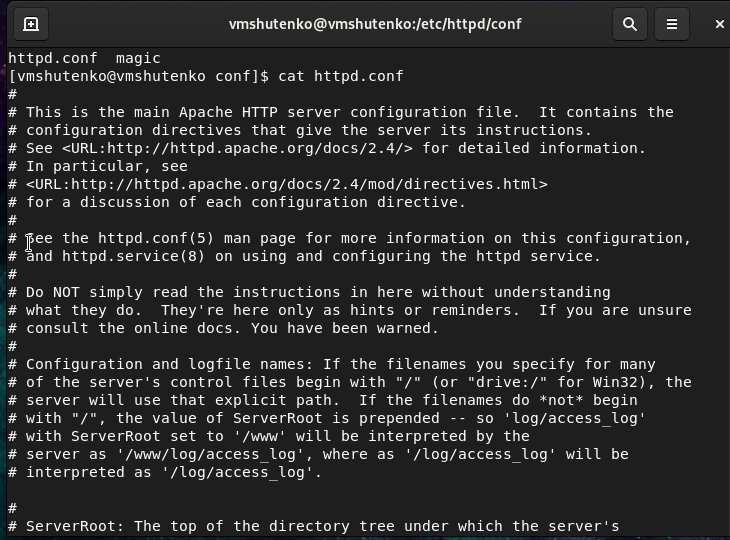 vmshutenko@vmshutenko:/etc/httpd/conf
httpd.conf  magic
[vmshutenko@vmshutenko conf]$ cat httpd.conf
#
# This is the main Apache HTTP server configuration file.  It contains the
# configuration directives that give the server its instructions.
# See <URL:http://httpd.apache.org/docs/2.4/> for detailed information.
# In particular, see
# <URL:http://httpd.apache.org/docs/2.4/mod/directives.html>
# for a discussion of each configuration directive.
#
# See the httpd.conf(5) man page for more information on this configuration,
# and httpd.service(8) on using and configuring the httpd service.
#
# Do NOT simply read the instructions in here without understanding
# what they do.  They're here only as hints or reminders.  If you are unsure
# consult the online docs. You have been warned.
#
# Configuration and logfile names: If the filenames you specify for many
# of the server's control files begin with "/" (or "drive:/" for Win32), the
# server will use that explicit path.  If the filenames do *not* begin
# with "/", the value of ServerRoot is prepended -- so 'log/access_log'
# with ServerRoot set to '/www' will be interpreted by the
# server as '/www/log/access_log', where as '/log/access_log' will be
# interpreted as '/log/access_log'.

#
# ServerRoot: The top of the directory tree under which the server's